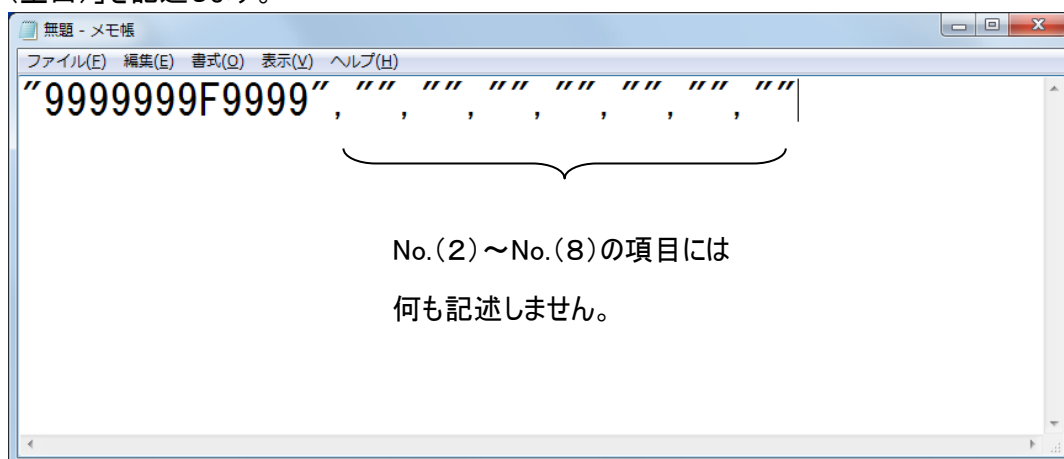 (空白)」を記述します。
無題 - メモ帳
ファイル(F) 編集(E) 書式(O) 表示(V) ヘルプ(H)
"9999999F9999","","","","","","",""
No.(2)～No.(8)の項目には
何も記述しません。